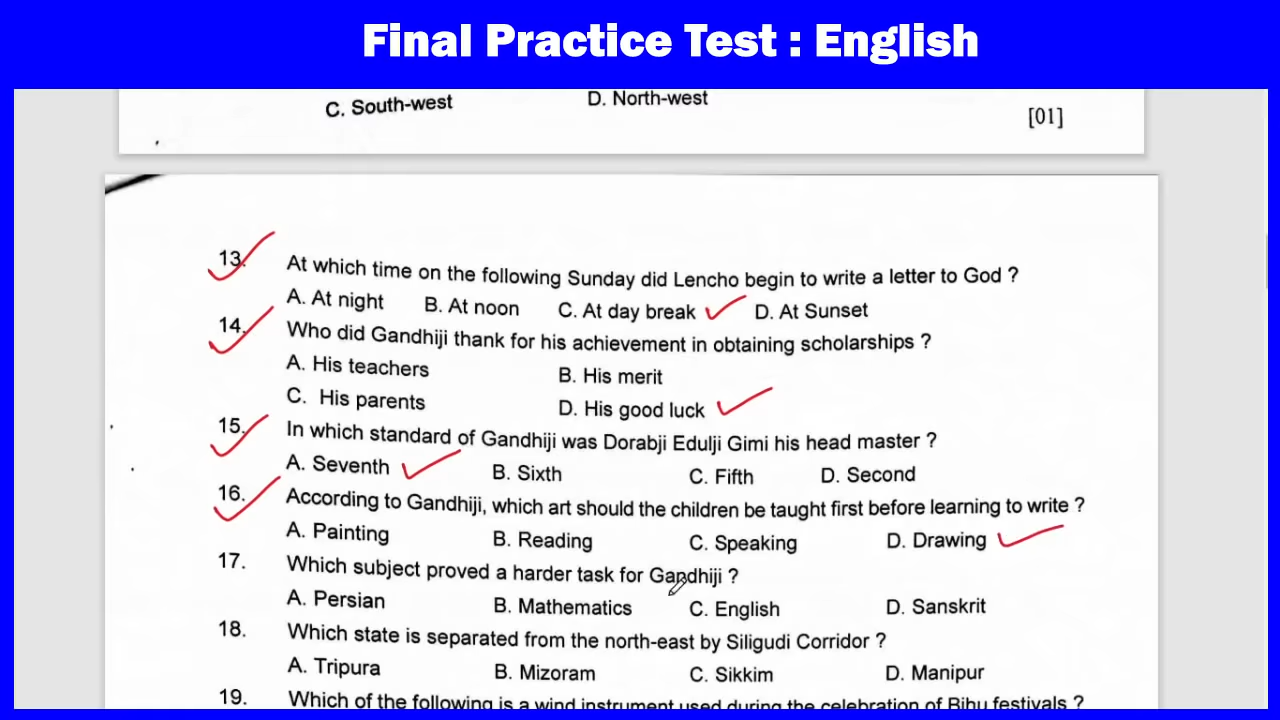 Final Practice Test : English
C. South-west D. North-west
[01]
13. At which time on the following Sunday did Lencho begin to write a letter to God ?
A. At night B. At noon C. At day break D. At Sunset
14. Who did Gandhiji thank for his achievement in obtaining scholarships ?
A. His teachers B. His merit
C. His parents D. His good luck
15. In which standard of Gandhiji was Dorabji Edulji Gimi his head master ?
A. Seventh B. Sixth C. Fifth D. Second
16. According to Gandhiji, which art should the children be taught first before learning to write ?
A. Painting B. Reading C. Speaking D. Drawing
17. Which subject proved a harder task for Gandhiji ?
A. Persian B. Mathematics C. English D. Sanskrit
18. Which state is separated from the north-east by Siligudi Corridor ?
A. Tripura B. Mizoram C. Sikkim D. Manipur
19. Which of the following is a wind instrument used during the celebration of Bihu festivals ?